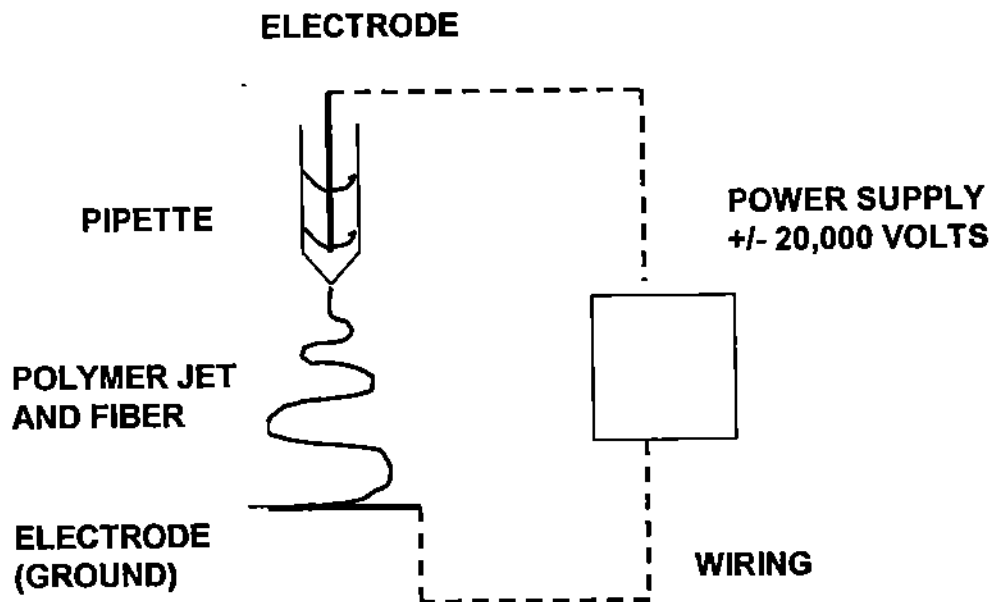 ELECTRODE
PIPETTE
POWER SUPPLY
+/- 20,000 VOLTS
POLYMER JET
AND FIBER
ELECTRODE
(GROUND)
WIRING